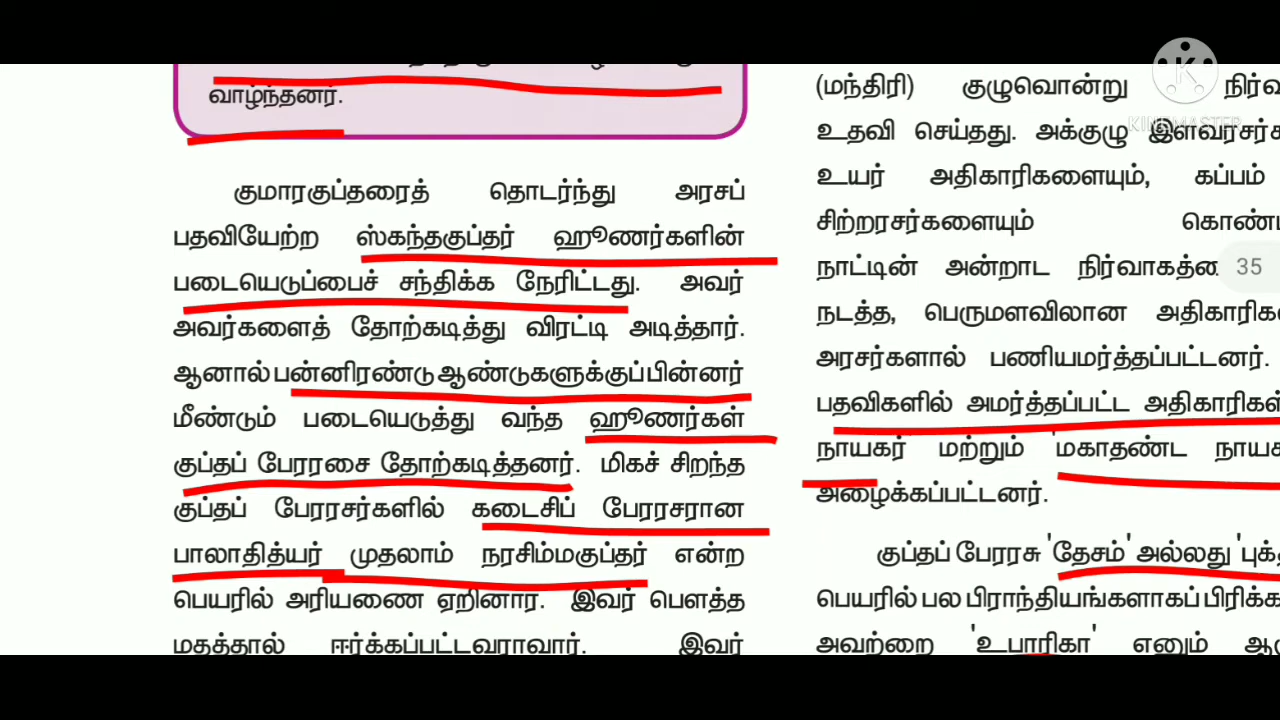 வாழ்ந்தனர்.
குமாரகுப்தரைத் தொடர்ந்து அரசப்
பதவியேற்ற ஸ்கந்தகுப்தர் ஹூணர்களின்
படையெடுப்பைச் சந்திக்க நேரிட்டது. அவர்
அவர்களைத் தோற்கடித்து விரட்டி அடித்தார்.
ஆனால் பன்னிரண்டு ஆண்டுகளுக்குப் பின்னர்
மீண்டும் படையெடுத்து வந்த ஹூணர்கள்
குப்தப் பேரரசை தோற்கடித்தனர். மிகச் சிறந்த
குப்தப் பேரரசர்களில் கடைசிப் பேரரசரான
பாலாதித்யர் முதலாம் நரசிம்மகுப்தர் என்ற
பெயரில் அரியணை ஏறினார். இவர் பௌத்த
மதத்தால் ஈர்க்கப்பட்டவராவார். இவர்
(மந்திரி) குழுவொன்று
உதவி செய்தது. அக்குழு
உயர் அதிகாரிகளையும், கப்பம்
சிற்றரசர்களையும்
நாட்டின் அன்றாட
நடத்த, பெருமளவிலான
அரசர்களால் பணியமர்த்தப்பட்டனர்.
பதவிகளில் அமர்த்தப்பட்ட அதிகாரிகள்
நாயகர் மற்றும் 'மகாதண்ட
அழைக்கப்பட்டனர்.
குப்தப் பேரரசு 'தேசம்' அல்லது
பெயரில் பல பிராந்தியங்களாகப்
அவற்றை 'உபாரிகா' எனும்
35
KINEMASTER